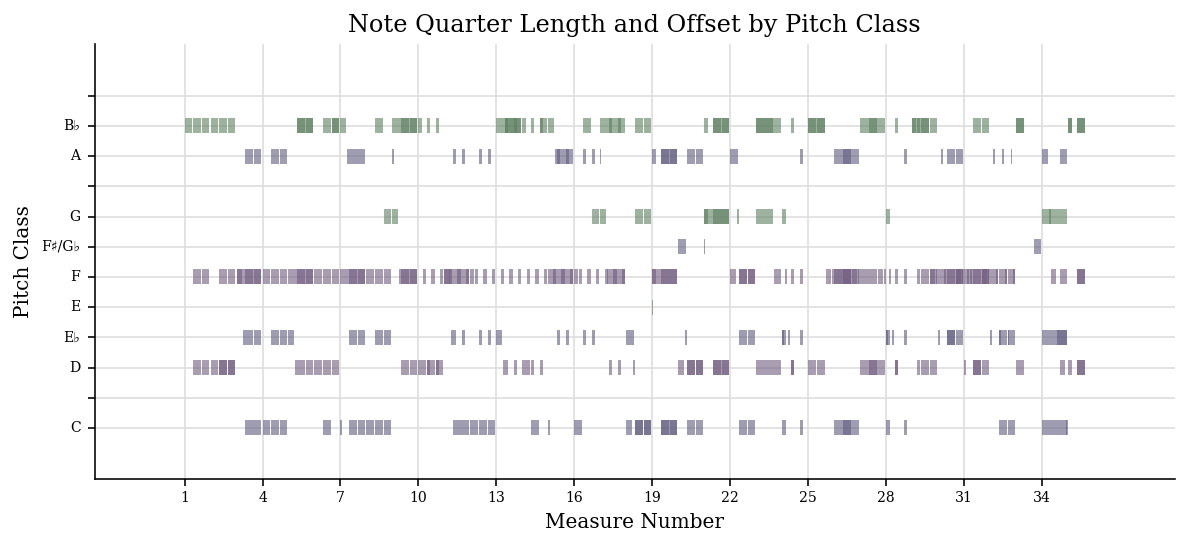 Note Quarter Length and Offset by Pitch Class
Pitch Class
B♭
A
G
F♯/G♭
F
E
E♭
D
C
1 4 7 10 13 16 19 22 25 28 31 34
Measure Number